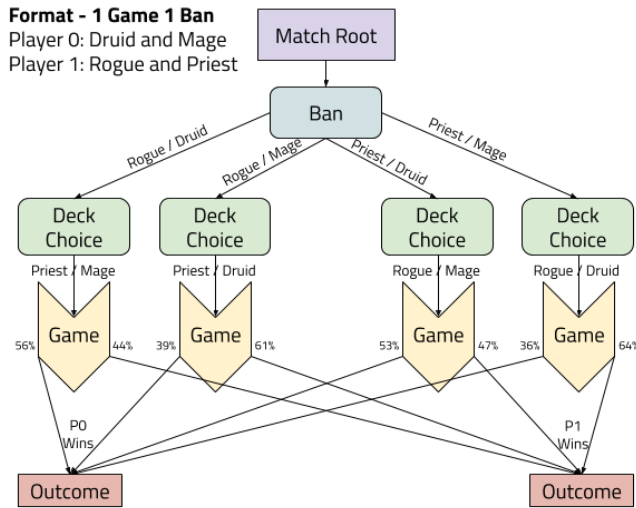 Format - 1 Game 1 Ban
Player 0: Druid and Mage
Player 1: Rogue and Priest
Match Root
Ban
Rogue / Druid
Rogue / Mage
Priest / Druid
Priest / Mage
Deck
Choice
Deck
Choice
Deck
Choice
Deck
Choice
Priest / Mage
Priest / Druid
Rogue / Mage
Rogue / Druid
56%
Game
44%
39%
Game
61%
53%
Game
47%
36%
Game
64%
P0
Wins
P1
Wins
Outcome
Outcome